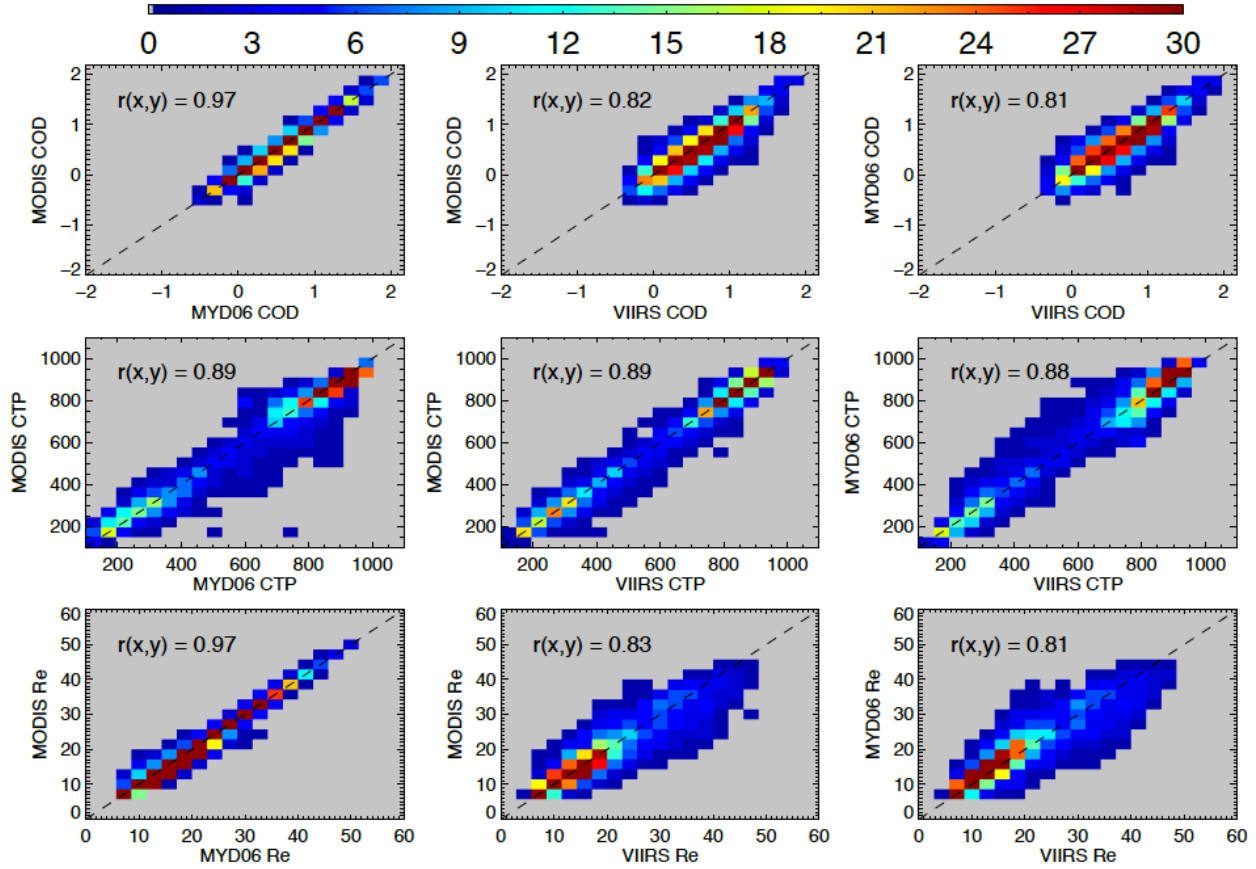 0 3 6 9 12 15 18 21 24 27 30
r(x,y) = 0.97
2
1
0
−1
−2
MODIS COD
−2 −1 0 1 2
MYD06 COD
r(x,y) = 0.82
2
1
0
−1
−2
MODIS COD
−2 −1 0 1 2
VIIRS COD
r(x,y) = 0.81
2
1
0
−1
−2
MYD06 COD
−2 −1 0 1 2
VIIRS COD
r(x,y) = 0.89
1000
800
600
400
200
MODIS CTP
200 400 600 800 1000
MYD06 CTP
r(x,y) = 0.89
1000
800
600
400
200
MODIS CTP
200 400 600 800 1000
VIIRS CTP
r(x,y) = 0.88
1000
800
600
400
200
MYD06 CTP
200 400 600 800 1000
VIIRS CTP
r(x,y) = 0.97
60
50
40
30
20
10
0
MODIS Re
0 10 20 30 40 50 60
MYD06 Re
r(x,y) = 0.83
60
50
40
30
20
10
0
MODIS Re
0 10 20 30 40 50 60
VIIRS Re
r(x,y) = 0.81
60
50
40
30
20
10
0
MYD06 Re
0 10 20 30 40 50 60
VIIRS Re